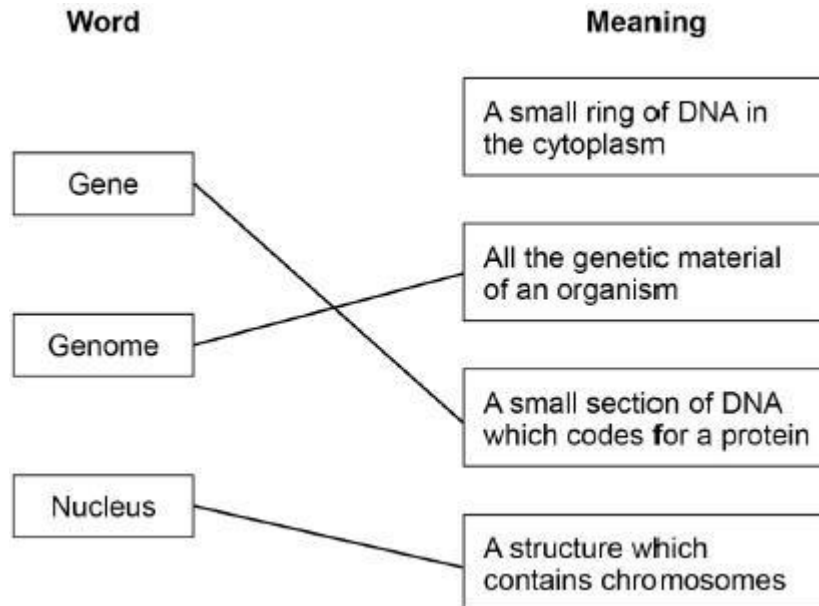 Word
Meaning
A small ring of DNA in
the cytoplasm
Gene
All the genetic material
of an organism
Genome
A small section of DNA
which codes for a protein
Nucleus
A structure which
contains chromosomes